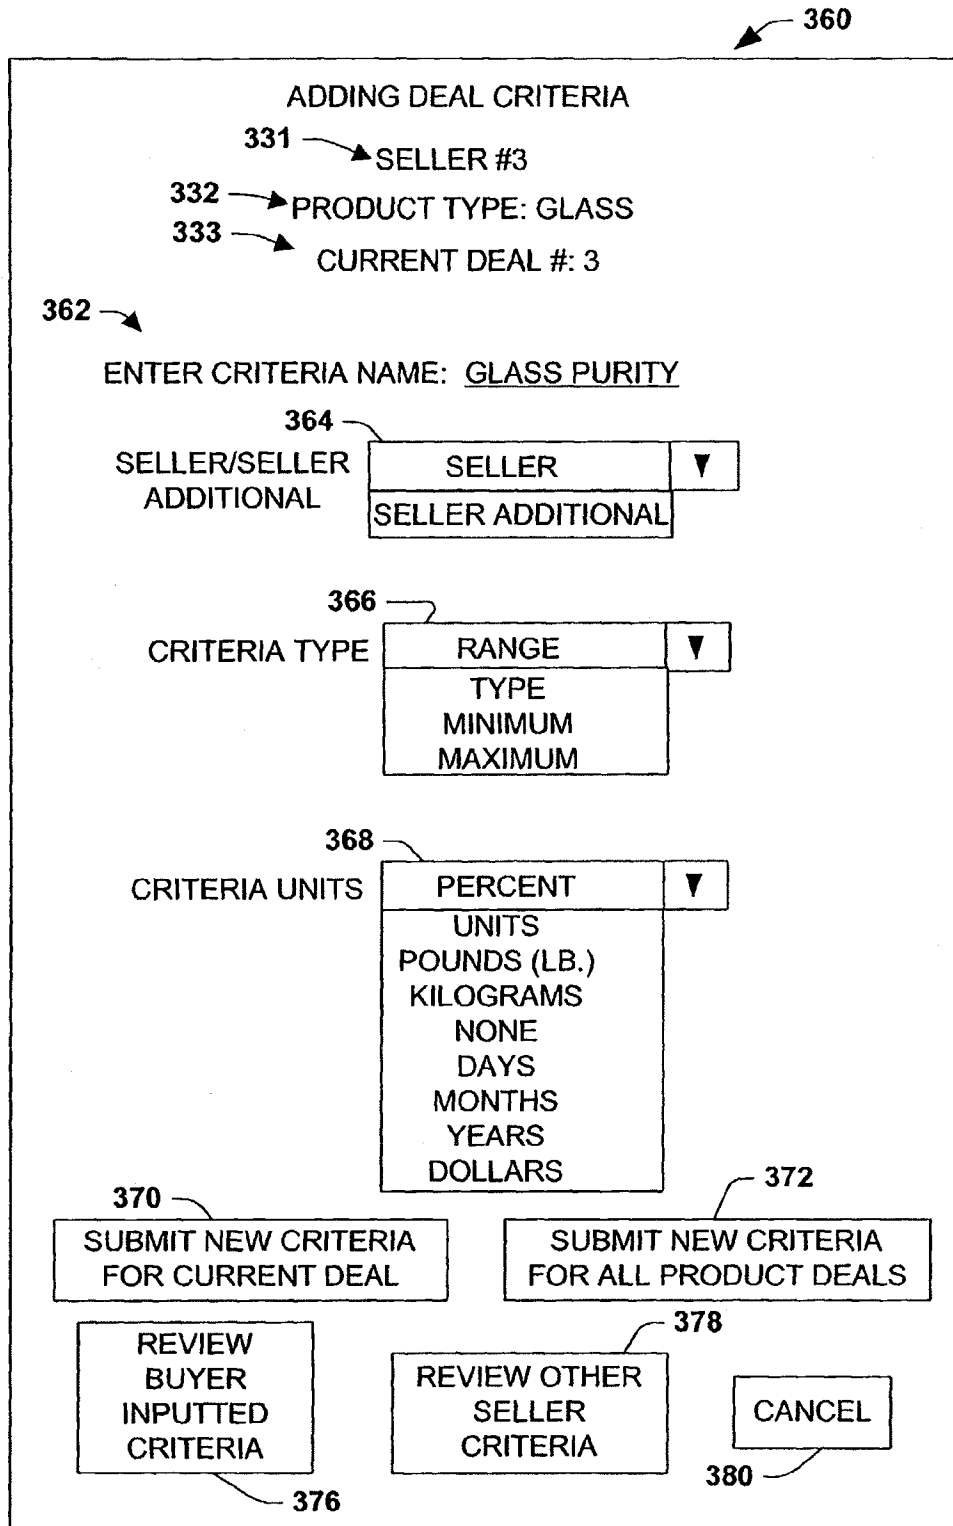 360
ADDING DEAL CRITERIA
331
SELLER #3
332
PRODUCT TYPE: GLASS
333
CURRENT DEAL #: 3
362
ENTER CRITERIA NAME: GLASS PURITY
364
SELLER/SELLER
ADDITIONAL
SELLER
SELLER ADDITIONAL
366
CRITERIA TYPE
RANGE
TYPE
MINIMUM
MAXIMUM
368
CRITERIA UNITS
PERCENT
UNITS
POUNDS (LB.)
KILOGRAMS
NONE
DAYS
MONTHS
YEARS
DOLLARS
370
SUBMIT NEW CRITERIA
FOR CURRENT DEAL
372
SUBMIT NEW CRITERIA
FOR ALL PRODUCT DEALS
REVIEW
BUYER
INPUTTED
CRITERIA
376
378
REVIEW OTHER
SELLER
CRITERIA
CANCEL
380